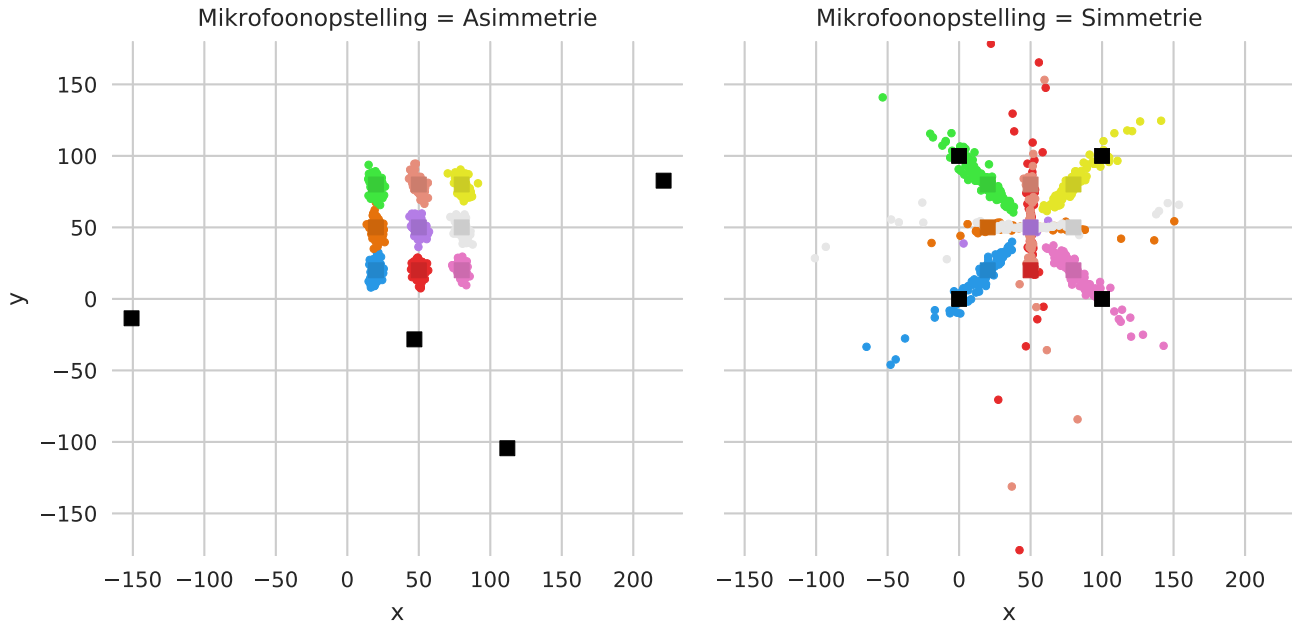 Mikrofoonopstelling = Asimmetrie
Mikrofoonopstelling = Simmetrie
y
150
100
50
0
−50
−100
−150
−150 −100 −50 0 50 100 150 200
−150 −100 −50 0 50 100 150 200
x
x